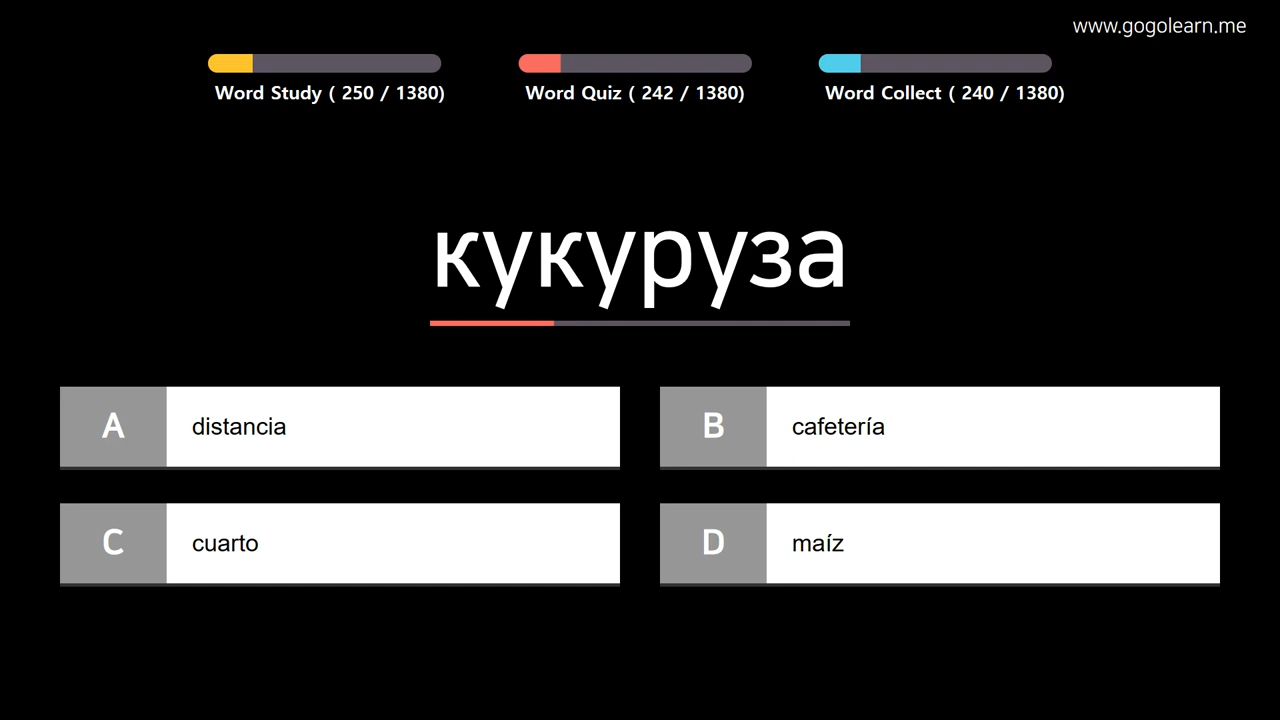 www.gogolearn.me
Word Study ( 250 / 1380)
Word Quiz ( 242 / 1380)
Word Collect ( 240 / 1380)
кукуруза
A distancia
B cafetería
C cuarto
D maíz